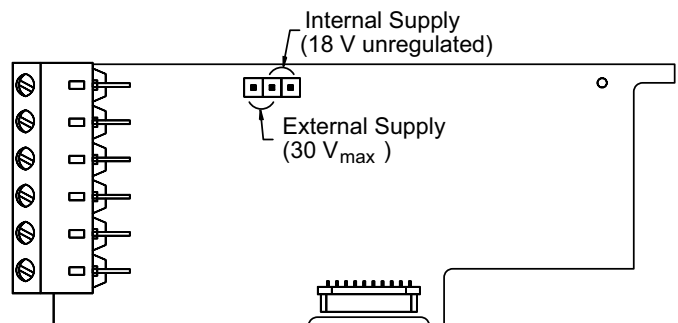 Internal Supply
(18 V unregulated)
External Supply
(30 Vmax )